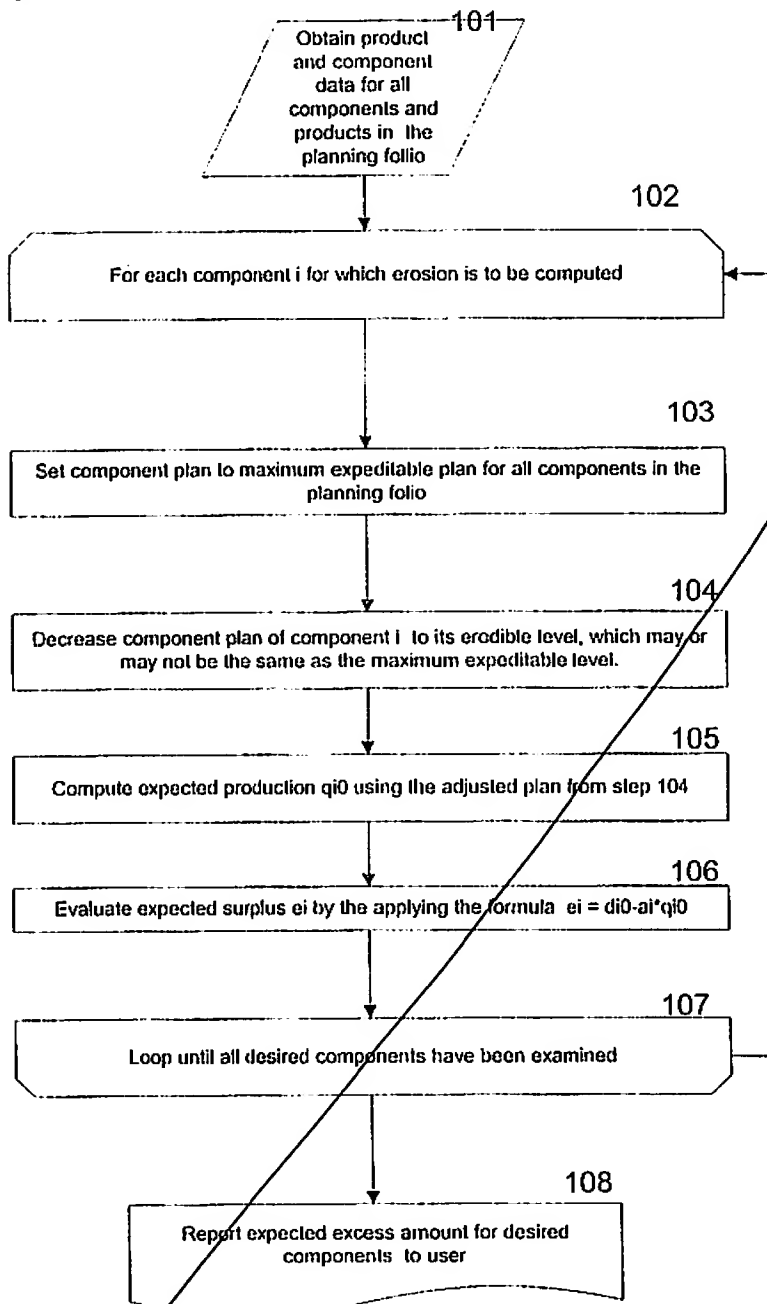 101
Obtain product
and component
data for all
components and
products in the
planning follio
102
For each component i for which erosion is to be computed
103
Set component plan to maximum expeditable plan for all components in the
planning folio
104
Decrease component plan of component i to its erodible level, which may or
may not be the same as the maximum expeditable level.
105
Compute expected production qi0 using the adjusted plan from step 104
106
Evaluate expected surplus ei by the applying the formula ei = di0-ai*qi0
107
Loop until all desired components have been examined
108
Report expected excess amount for desired
components to user